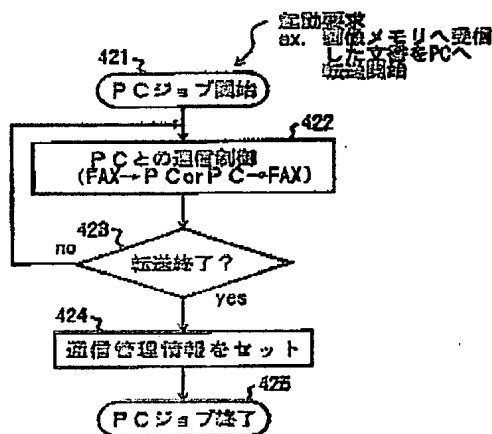 起動要求
ex. 画像メモリへ受信
した文書をPCへ
転送開始
421
PCジョブ開始
422
PCとの通信制御
(FAX→PCorPC→FAX)
423
no
転送終了?
yes
424
通信管理情報をセット
425
PCジョブ終了